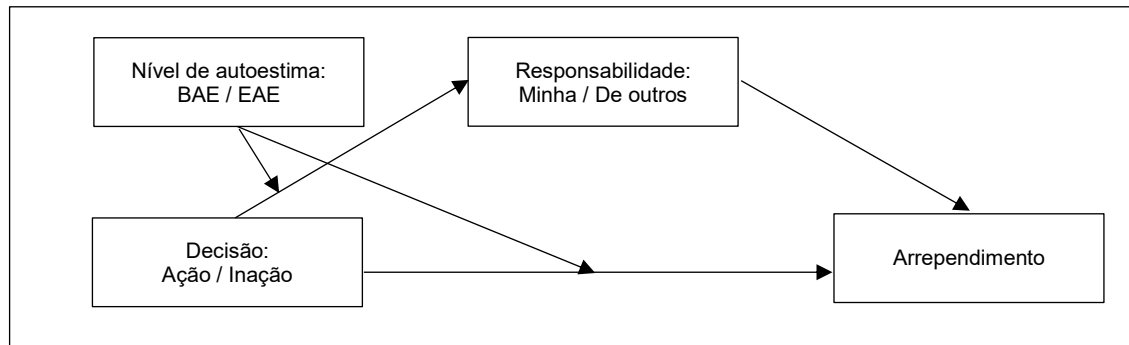 Nível de autoestima:
BAE / EAE
Responsabilidade:
Minha / De outros
Decisão:
Ação / Inação
Arrependimento